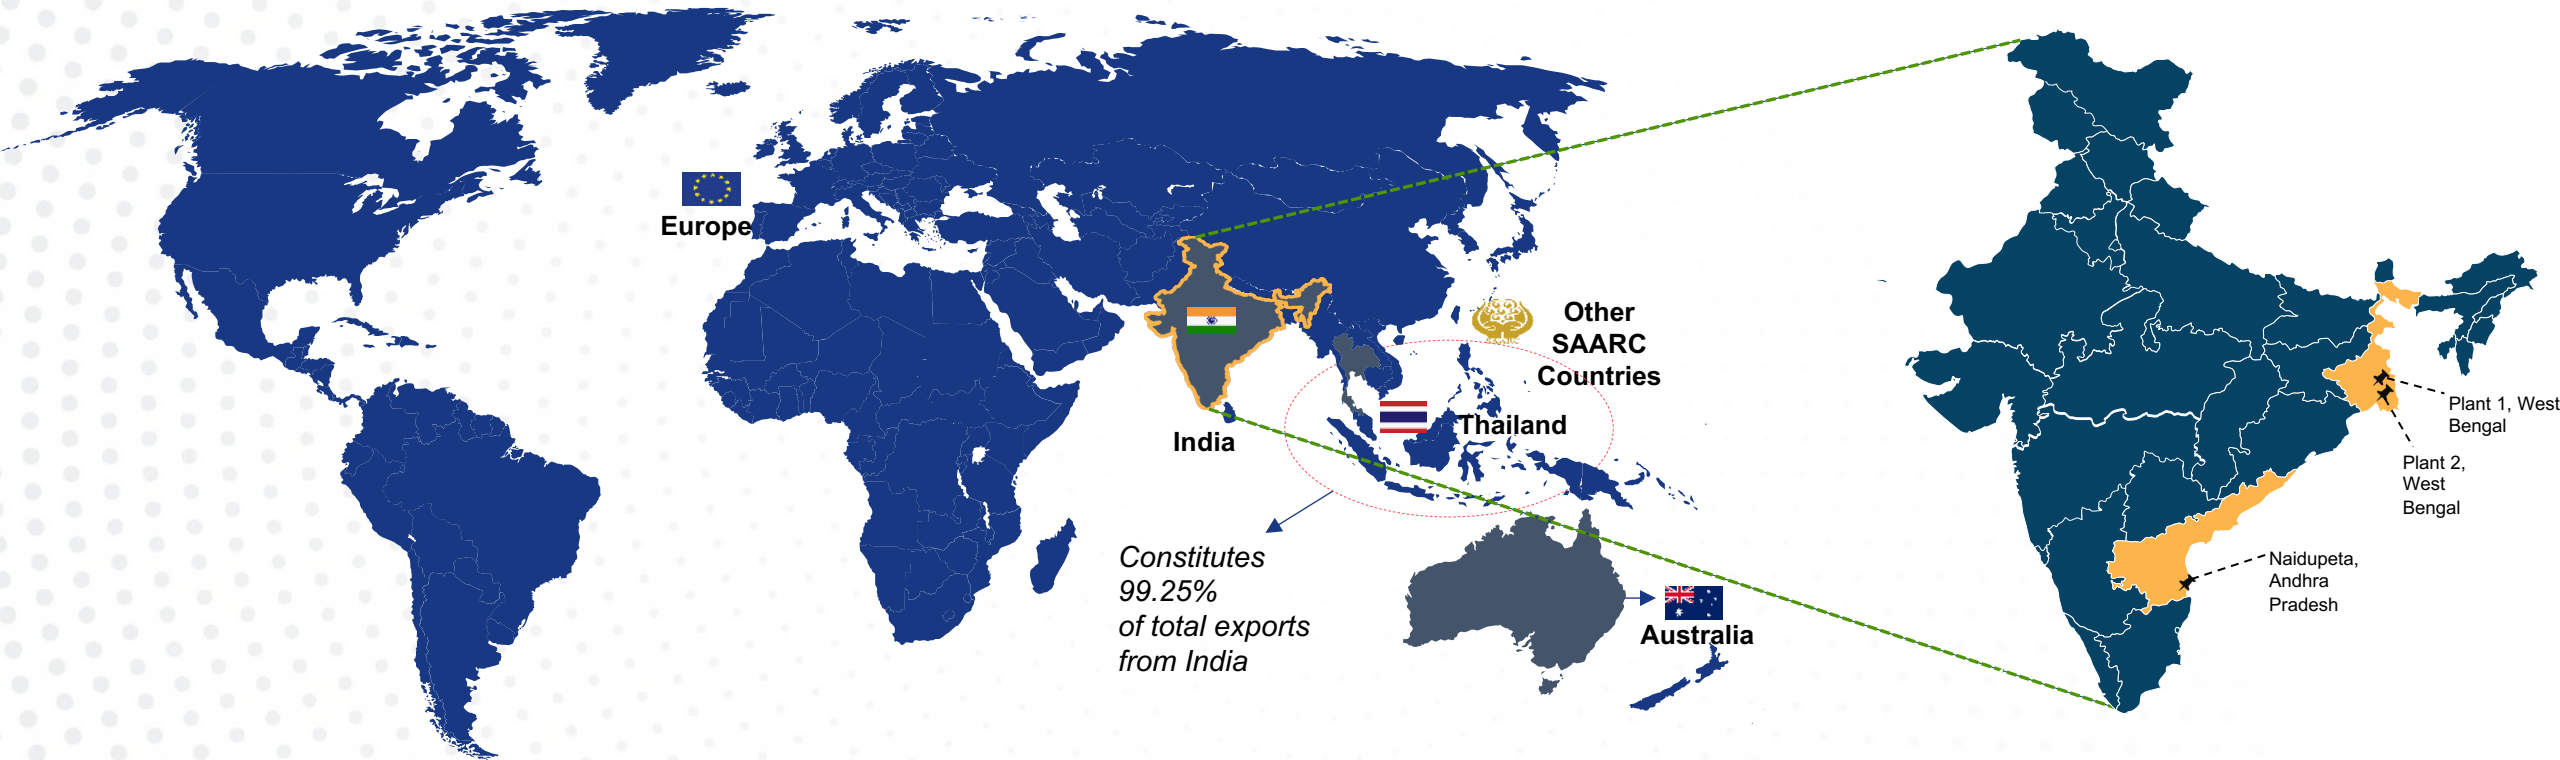 Europe
India
Other
SAARC
Countries
Thailand
Constitutes
99.25%
of total exports
from India
Australia
Plant 1, West
Bengal
Plant 2,
West
Bengal
Naidupeta,
Andhra
Pradesh